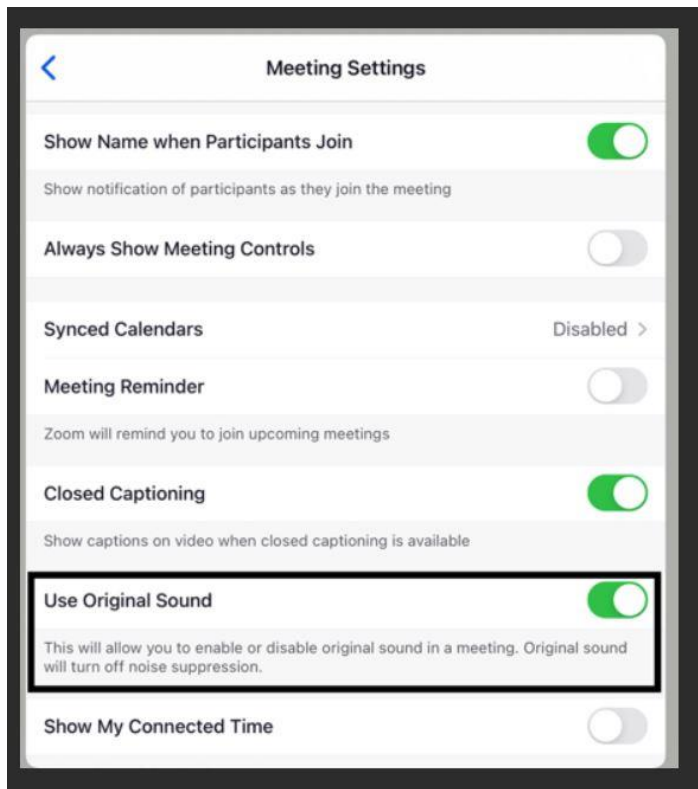 Meeting Settings
Show Name when Participants Join
Show notification of participants as they join the meeting
Always Show Meeting Controls
Synced Calendars Disabled >
Meeting Reminder
Zoom will remind you to join upcoming meetings
Closed Captioning
Show captions on video when closed captioning is available
Use Original Sound
This will allow you to enable or disable original sound in a meeting. Original sound
will turn off noise suppression.
Show My Connected Time